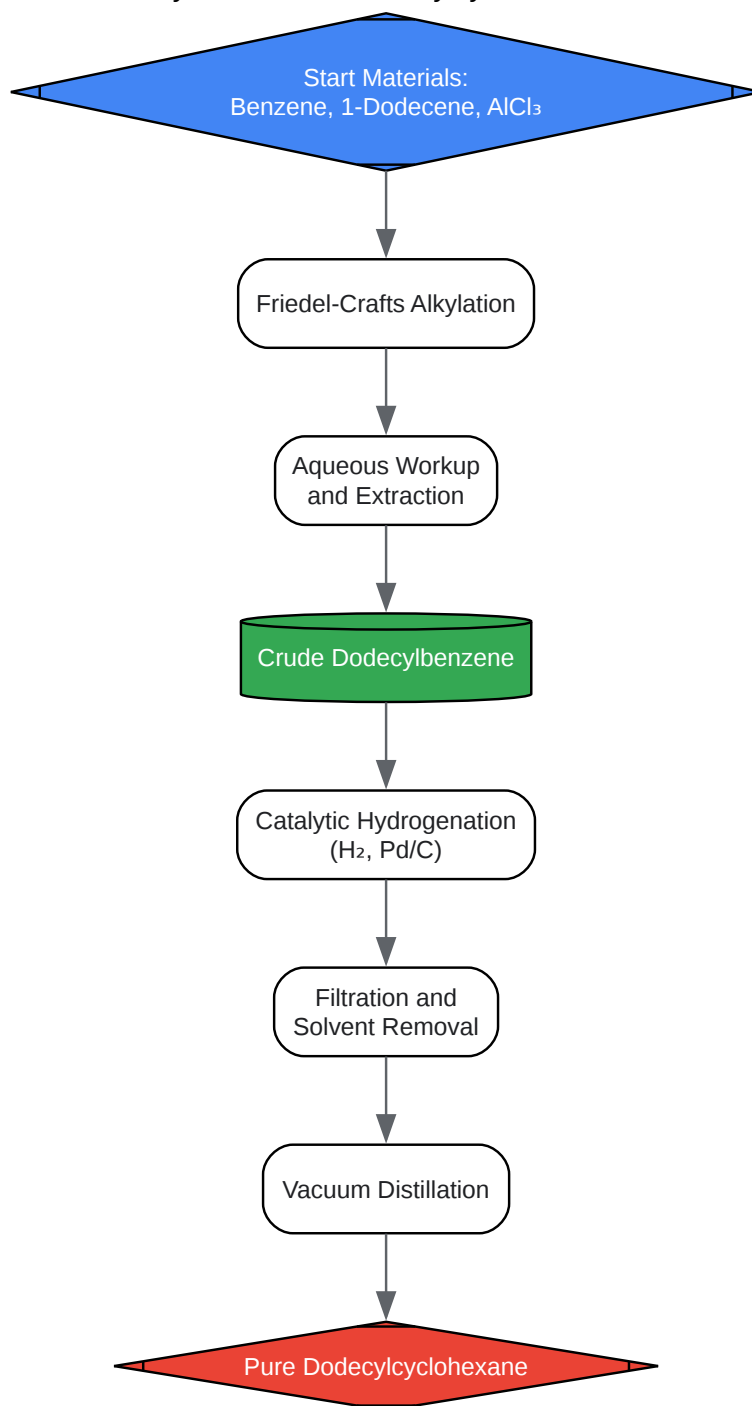 Start Materials:
Benzene, 1-Dodecene, AlCl₃
Friedel-Crafts Alkylation
Aqueous Workup
and Extraction
Crude Dodecylbenzene
Catalytic Hydrogenation
(H₂, Pd/C)
Filtration and
Solvent Removal
Vacuum Distillation
Pure Dodecylcyclohexane